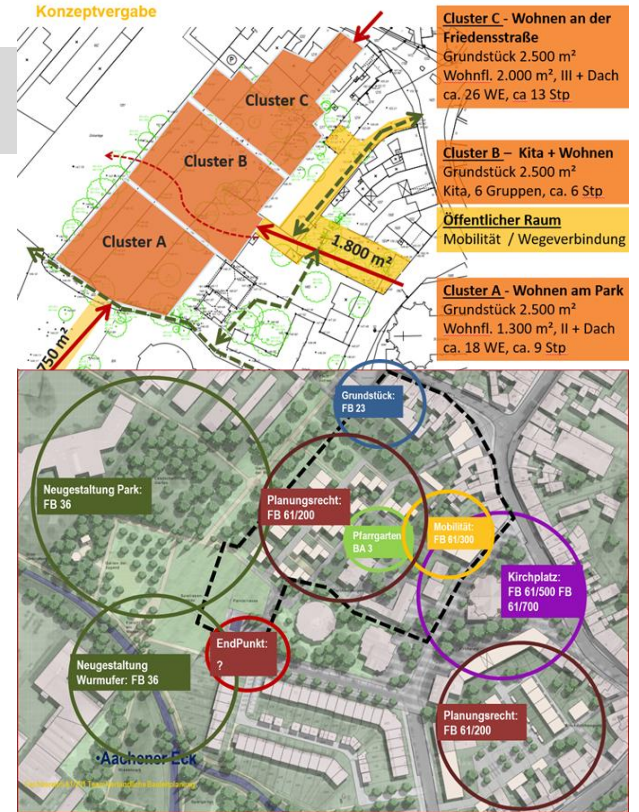 Konzeptvergabe
Cluster C - Wohnen an der
Friedensstraße
Grundstück 2.500 m²
Wohnfl. 2.000 m², III + Dach
ca. 26 WE, ca 13 Stp
Cluster C
Cluster B
Cluster A
Cluster B – Kita + Wohnen
Grundstück 2.500 m²
Kita, 6 Gruppen, ca. 6 Stp
Öffentlicher Raum
Mobilität / Wegeverbindung
1.800 m²
750 m²
Cluster A - Wohnen am Park
Grundstück 2.500 m²
Wohnfl. 1.300 m², II + Dach
ca. 18 WE, ca. 9 Stp
Grundstück:
FB 23
Neugestaltung Park:
FB 36
Planungsrecht:
FB 61/200
Pfarrgarten
BA 3
Mobilität:
FB 61/300
Kirchplatz:
FB 61/500 FB
61/700
EndPunkt:
?
Neugestaltung
Wurmufer: FB 36
Planungsrecht:
FB 61/200
•Aachener Eck